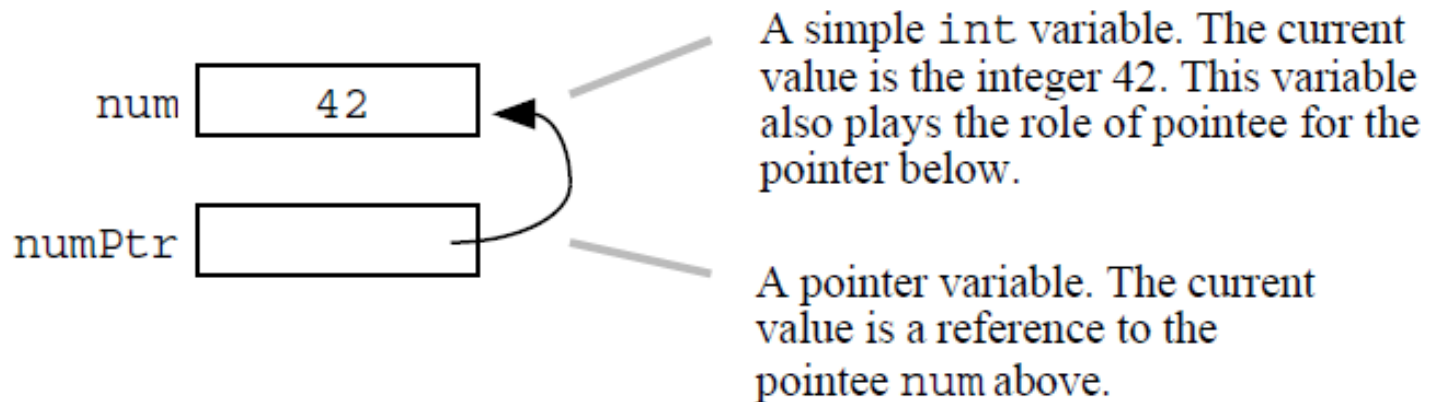 A simple int variable. The current
value is the integer 42. This variable
also plays the role of pointee for the
pointer below.
num 42
numPtr
A pointer variable. The current
value is a reference to the
pointee num above.